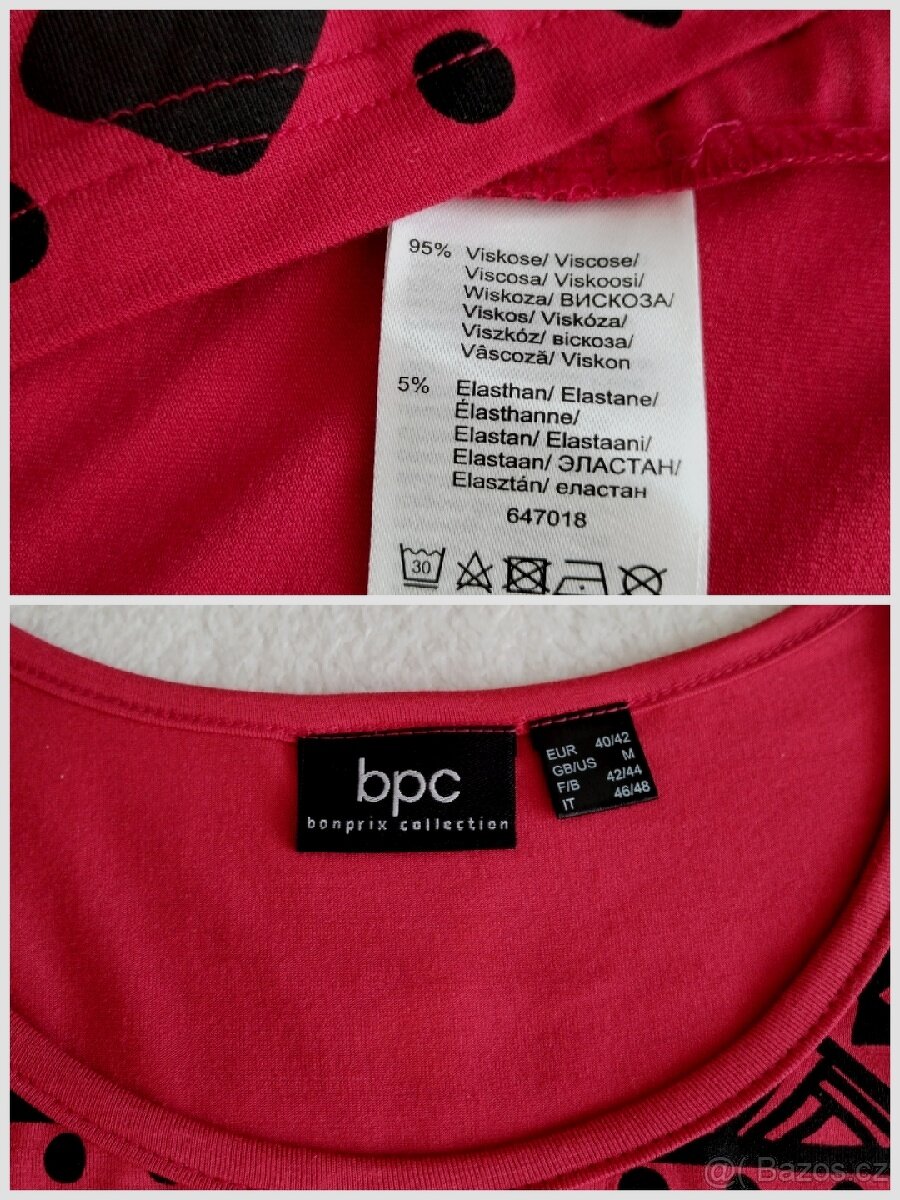 95% Viskose/ Viscose/
Viscosa/ Viskoosi/
Wiskoza/ ВИСКОЗА/
Viskos/ Viskóza/
Viszkóz/ віскоза/
Vâscoză/ Viskon
5% Elasthan/ Elastane/
Élasthanne/
Elastan/ Elastaani/
Elastaan/ ЭЛАСТАН/
Elasztán/ еластан
647018
30
bpc
bonprix collection
EUR 40/42
GB/US M
F/B 42/44
IT 46/48
@( Bazos.cz